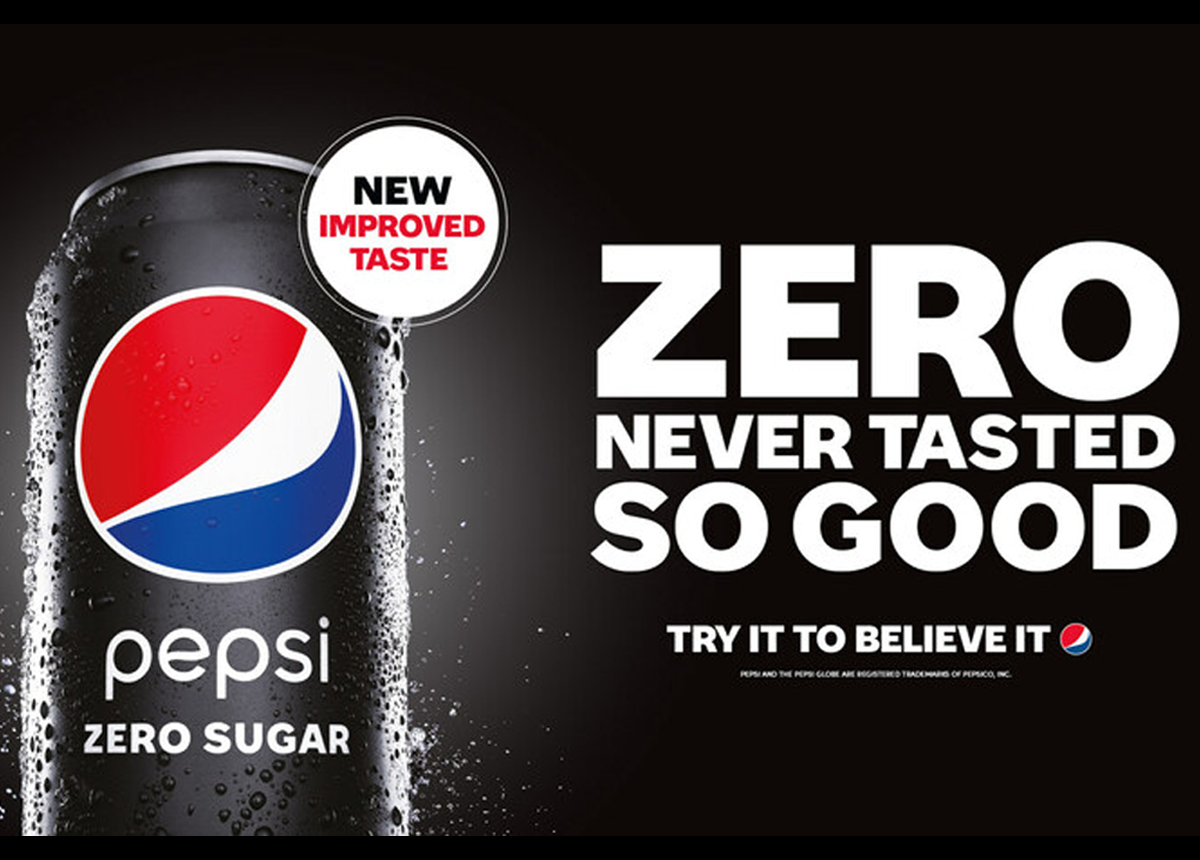 NEW
IMPROVED
TASTE
pepsi
ZERO SUGAR
ZERO
NEVER TASTED
SO GOOD
TRY IT TO BELIEVE IT
PEPSI AND THE PEPSI GLOBE ARE REGISTERED TRADEMARKS OF PEPSICO, INC.